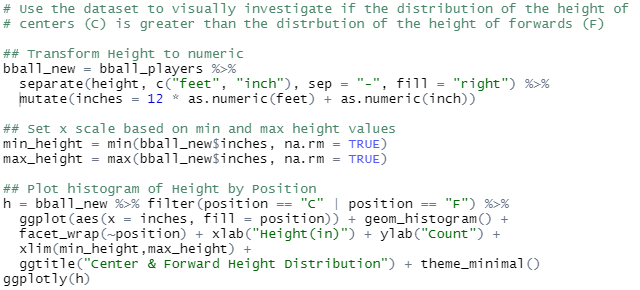 # Use the dataset to visually investigate if the distribution of the height of
# centers (C) is greater than the distrbution of the height of forwards (F)
## Transform Height to numeric
bball_new = bball_players %>%
separate(height, c("feet", "inch"), sep = "-", fill = "right") %>%
mutate(inches = 12 * as.numeric(feet) + as.numeric(inch))
## Set x scale based on min and max height values
min_height = min(bball_new$inches, na.rm = TRUE)
max_height = max(bball_new$inches, na.rm = TRUE)
## Plot histogram of Height by Position
h = bball_new %>% filter(position == "C" | position == "F") %>%
ggplot(aes(x = inches, fill = position)) + geom_histogram() +
facet_wrap(~position) + xlab("Height(in)") + ylab("Count") +
xlim(min_height,max_height) +
ggtitle("Center & Forward Height Distribution") + theme_minimal()
ggplotly(h)